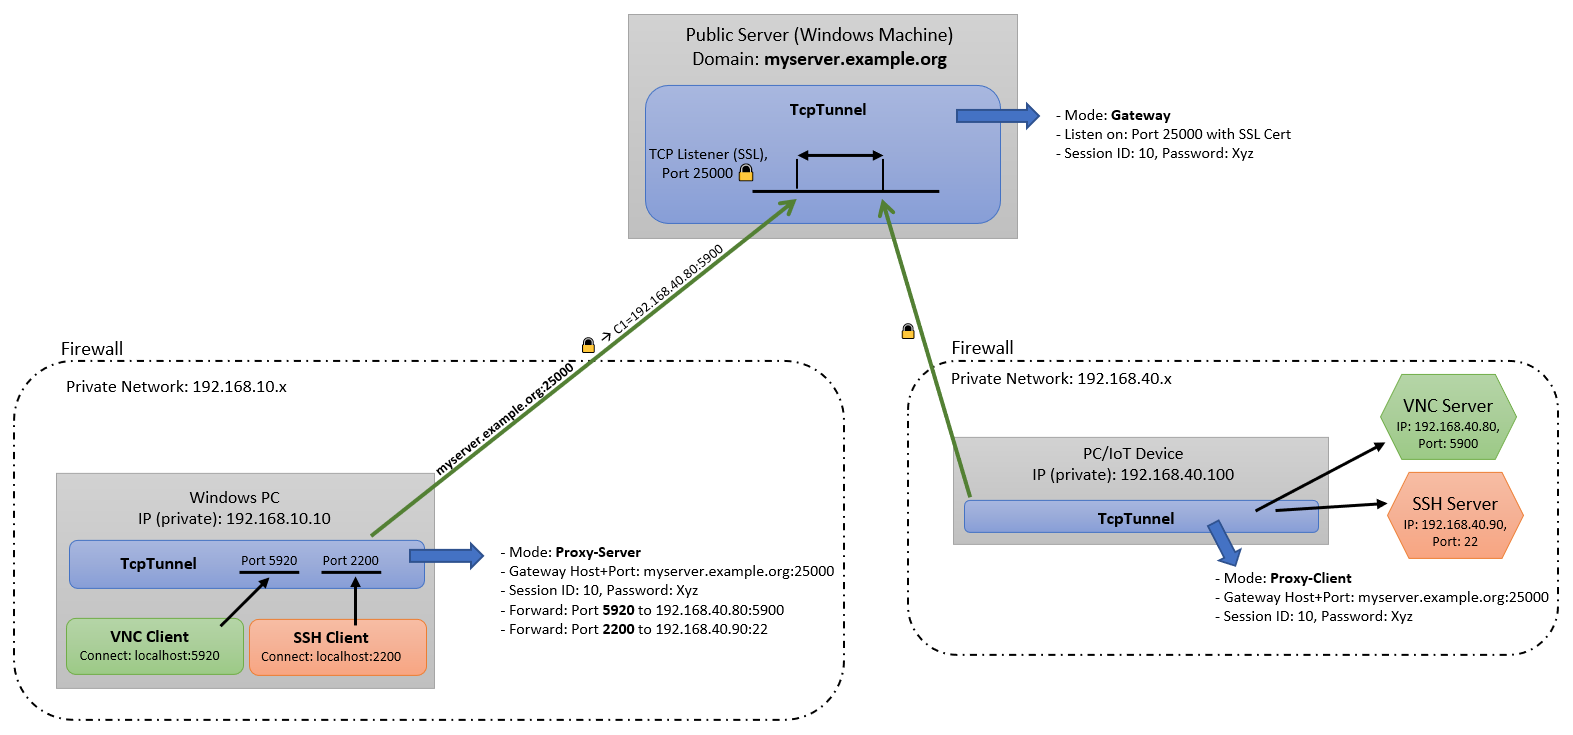 Public Server (Windows Machine)
Domain: myserver.example.org
TcpTunnel
TCP Listener (SSL),
Port 25000
- Mode: Gateway
- Listen on: Port 25000 with SSL Cert
- Session ID: 10, Password: Xyz
myserver.example.org:25000
→ C1=192.168.40.80:5900
Firewall
Private Network: 192.168.10.x
Windows PC
IP (private): 192.168.10.10
TcpTunnel
Port 5920
Port 2200
VNC Client
Connect: localhost:5920
SSH Client
Connect: localhost:2200
- Mode: Proxy-Server
- Gateway Host+Port: myserver.example.org:25000
- Session ID: 10, Password: Xyz
- Forward: Port 5920 to 192.168.40.80:5900
- Forward: Port 2200 to 192.168.40.90:22
Firewall
Private Network: 192.168.40.x
PC/IoT Device
IP (private): 192.168.40.100
TcpTunnel
VNC Server
IP: 192.168.40.80,
Port: 5900
SSH Server
IP: 192.168.40.90,
Port: 22
- Mode: Proxy-Client
- Gateway Host+Port: myserver.example.org:25000
- Session ID: 10, Password: Xyz